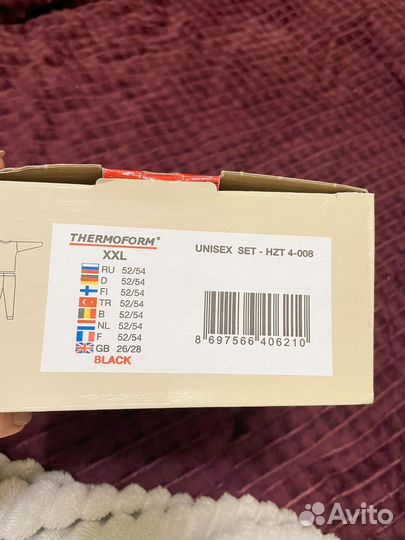 THERMOFORM®
XXL
RU 52/54
D 52/54
FI 52/54
TR 52/54
B 52/54
NL 52/54
F 52/54
GB 26/28
BLACK
UNISEX SET - HZT 4-008
8 697566 406210
Avito